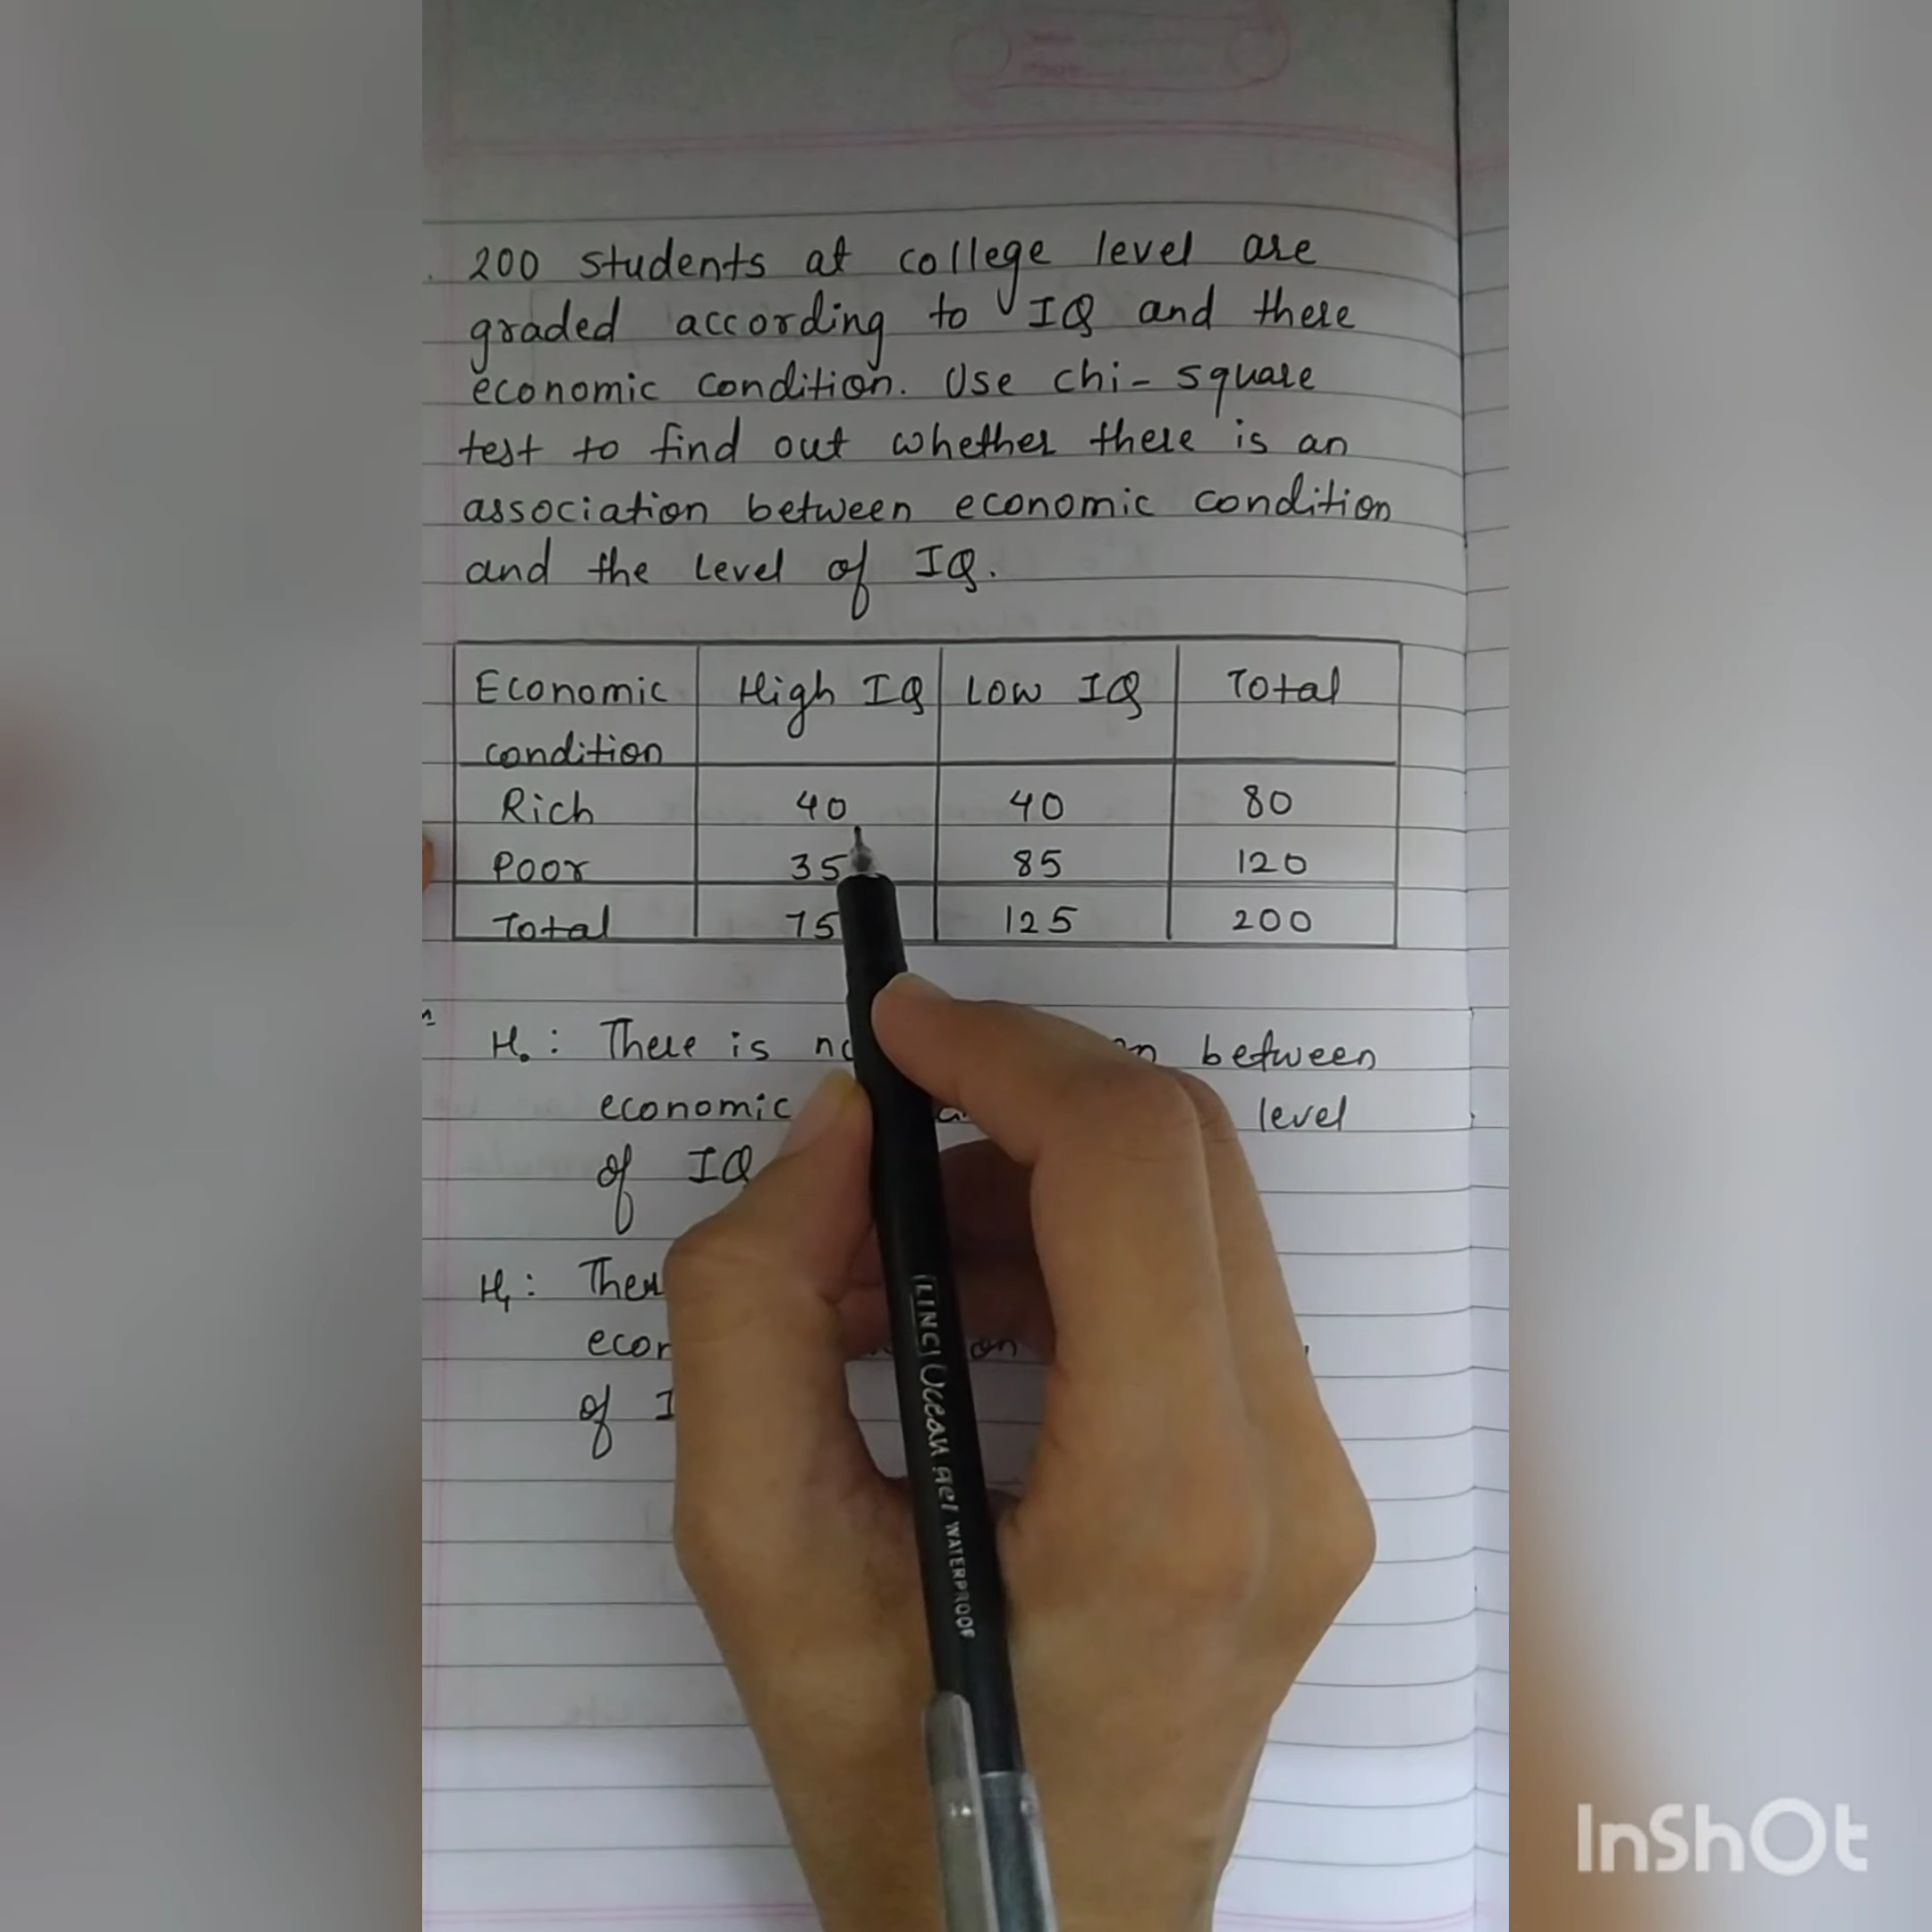 200 students at college level are
graded according to IQ and there
economic condition. Use chi-square
test to find out whether there is an
association between economic condition
and the level of IQ.
Economic condition High IQ Low IQ Total
Rich 40 40 80
Poor 35 85 120
Total 75 125 200
H₀: There is between
economic level
of IQ
H₁:
of
LINC Ocean gel WATERPROOF
InShOt